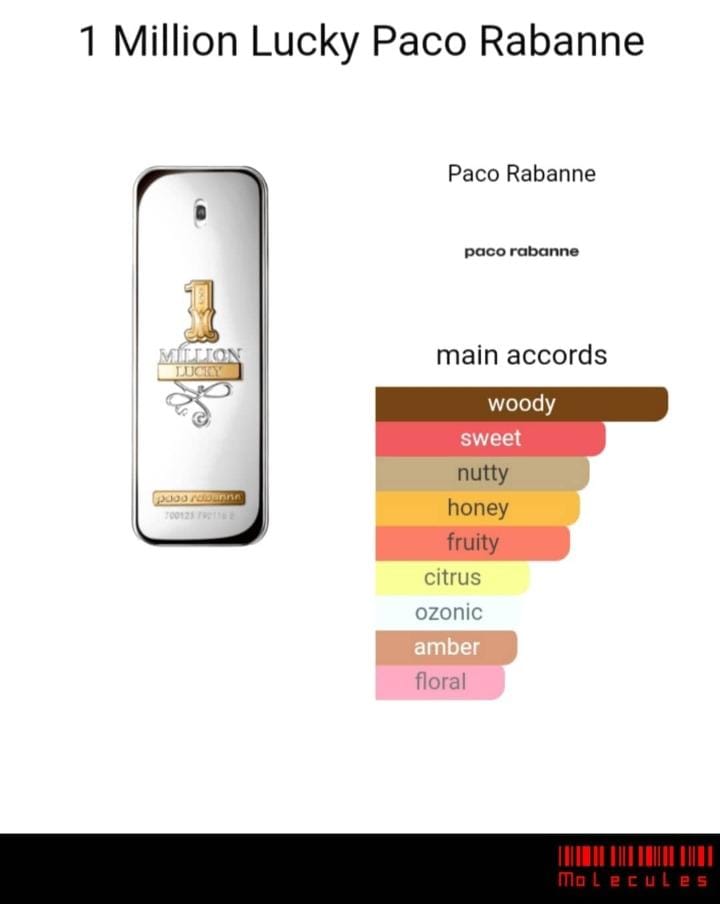 1 Million Lucky Paco Rabanne
Paco Rabanne
paco rabanne
main accords
woody
sweet
nutty
honey
fruity
citrus
ozonic
amber
floral
1
MILLION
LUCKY
paco rabanne
Molecules